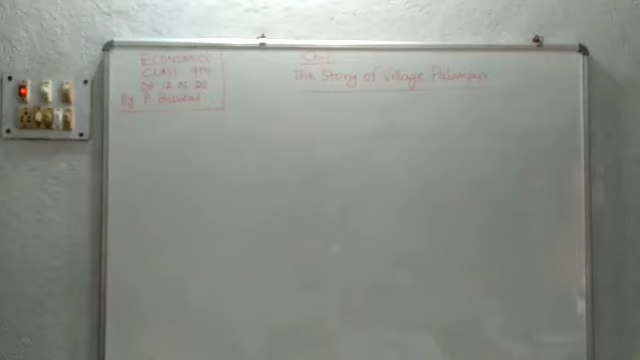 ECONOMICS
CLASS 9TH
By P Biswas
The Story of Village Palampur